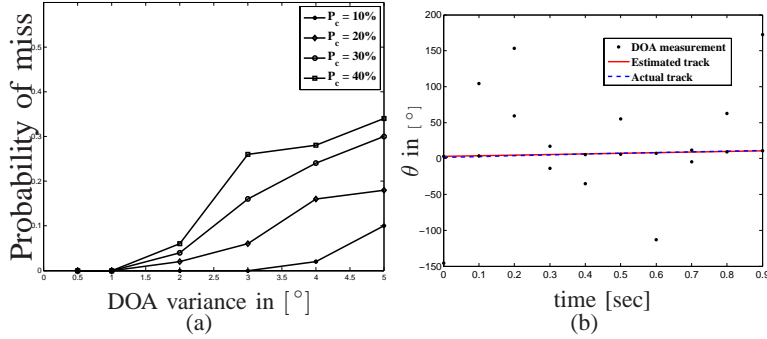 P_c = 10%
P_c = 20%
P_c = 30%
P_c = 40%
Probability of miss
0.5
0.4
0.3
0.2
0.1
0
0 0.5 1 1.5 2 2.5 3 3.5 4 4.5 5
DOA variance in [°]
(a)
DOA measurement
Estimated track
Actual track
θ in [°]
200
150
100
50
0
−50
−100
−150
0 0.1 0.2 0.3 0.4 0.5 0.6 0.7 0.8 0.9
time [sec]
(b)